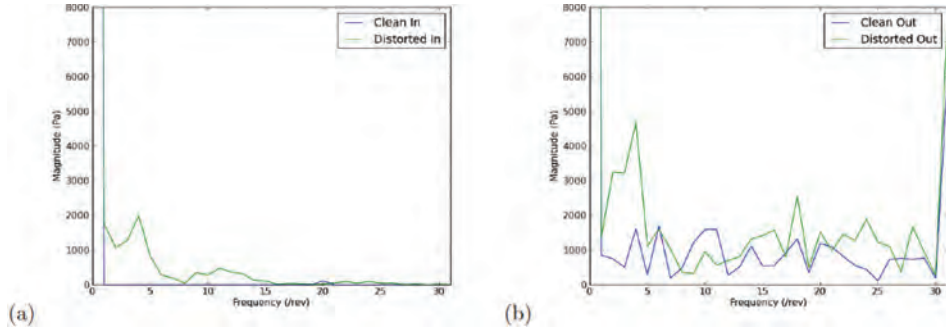 8000
7000
6000
5000
4000
3000
2000
1000
0
Magnitude (Pa)
0 5 10 15 20 25 30
Frequency (/rev)
Clean In
Distorted In
(a)
8000
7000
6000
5000
4000
3000
2000
1000
0
Magnitude (Pa)
0 5 10 15 20 25 30
Frequency (/rev)
Clean Out
Distorted Out
(b)